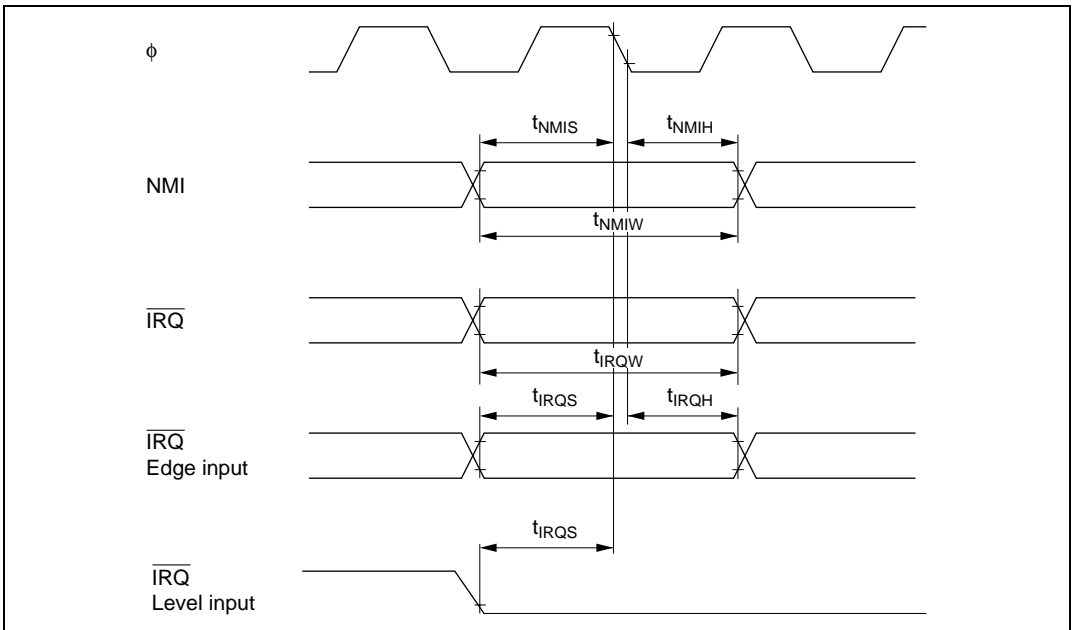 ϕ
tNMIS tNMIH
NMI
tNMIW
IRQ
tIRQW
tIRQS tIRQH
IRQ
Edge input
tIRQS
IRQ
Level input